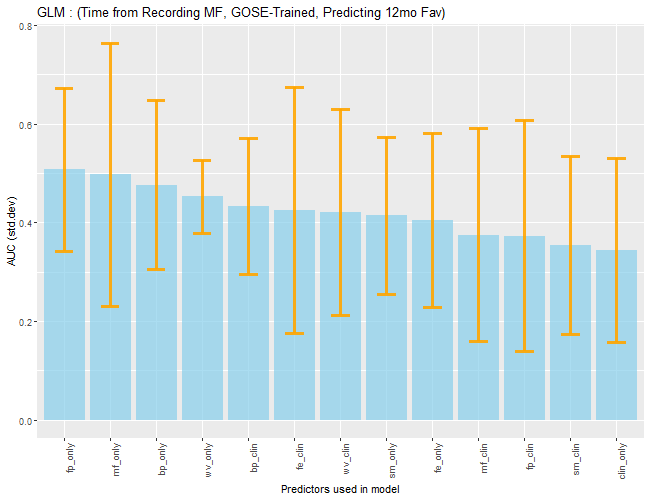 GLM : (Time from Recording MF, GOSE-Trained, Predicting 12mo Fav)
0.8
0.6
0.4
0.2
0.0
AUC (std.dev)
fp_only
mf_only
bp_only
wv_only
bp_clin
fe_clin
wv_clin
sm_only
fe_only
mf_clin
fp_clin
sm_clin
clin_only
Predictors used in model